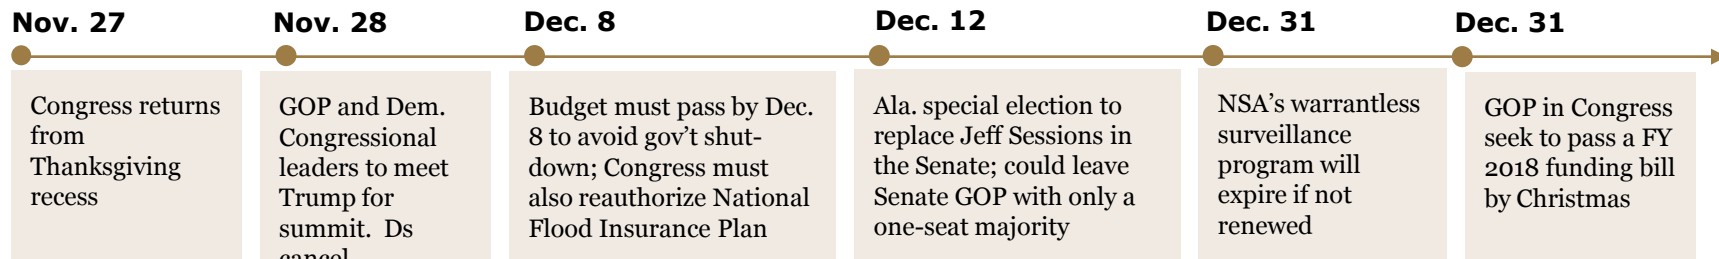 Nov. 27
Congress returns
from
Thanksgiving
recess
Nov. 28
GOP and Dem.
Congressional
leaders to meet
Trump for
summit.  Ds
cancel
Dec. 8
Budget must pass by Dec.
8 to avoid gov’t shut-
down; Congress must
also reauthorize National
Flood Insurance Plan
Dec. 12
Ala. special election to
replace Jeff Sessions in
the Senate; could leave
Senate GOP with only a
one-seat majority
Dec. 31
NSA’s warrantless
surveillance
program will
expire if not
renewed
Dec. 31
GOP in Congress
seek to pass a FY
2018 funding bill
by Christmas